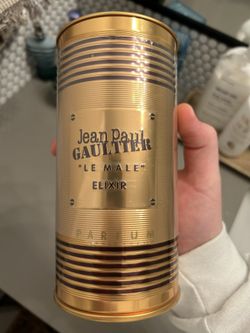 Jean Paul
GAULTIER
"LE MALE"
ELIXIR
PARFUM